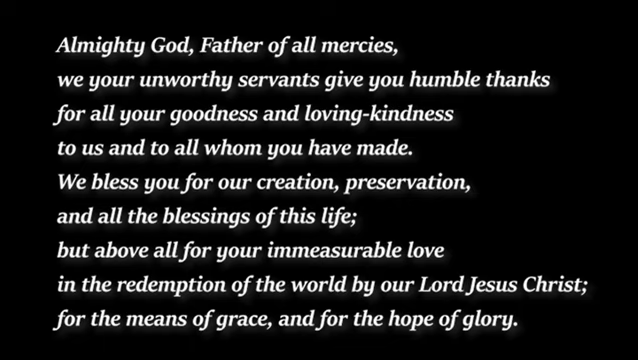 Almighty God, Father of all mercies,
we your unworthy servants give you humble thanks
for all your goodness and loving-kindness
to us and to all whom you have made.
We bless you for our creation, preservation,
and all the blessings of this life;
but above all for your immeasurable love
in the redemption of the world by our Lord Jesus Christ;
for the means of grace, and for the hope of glory.